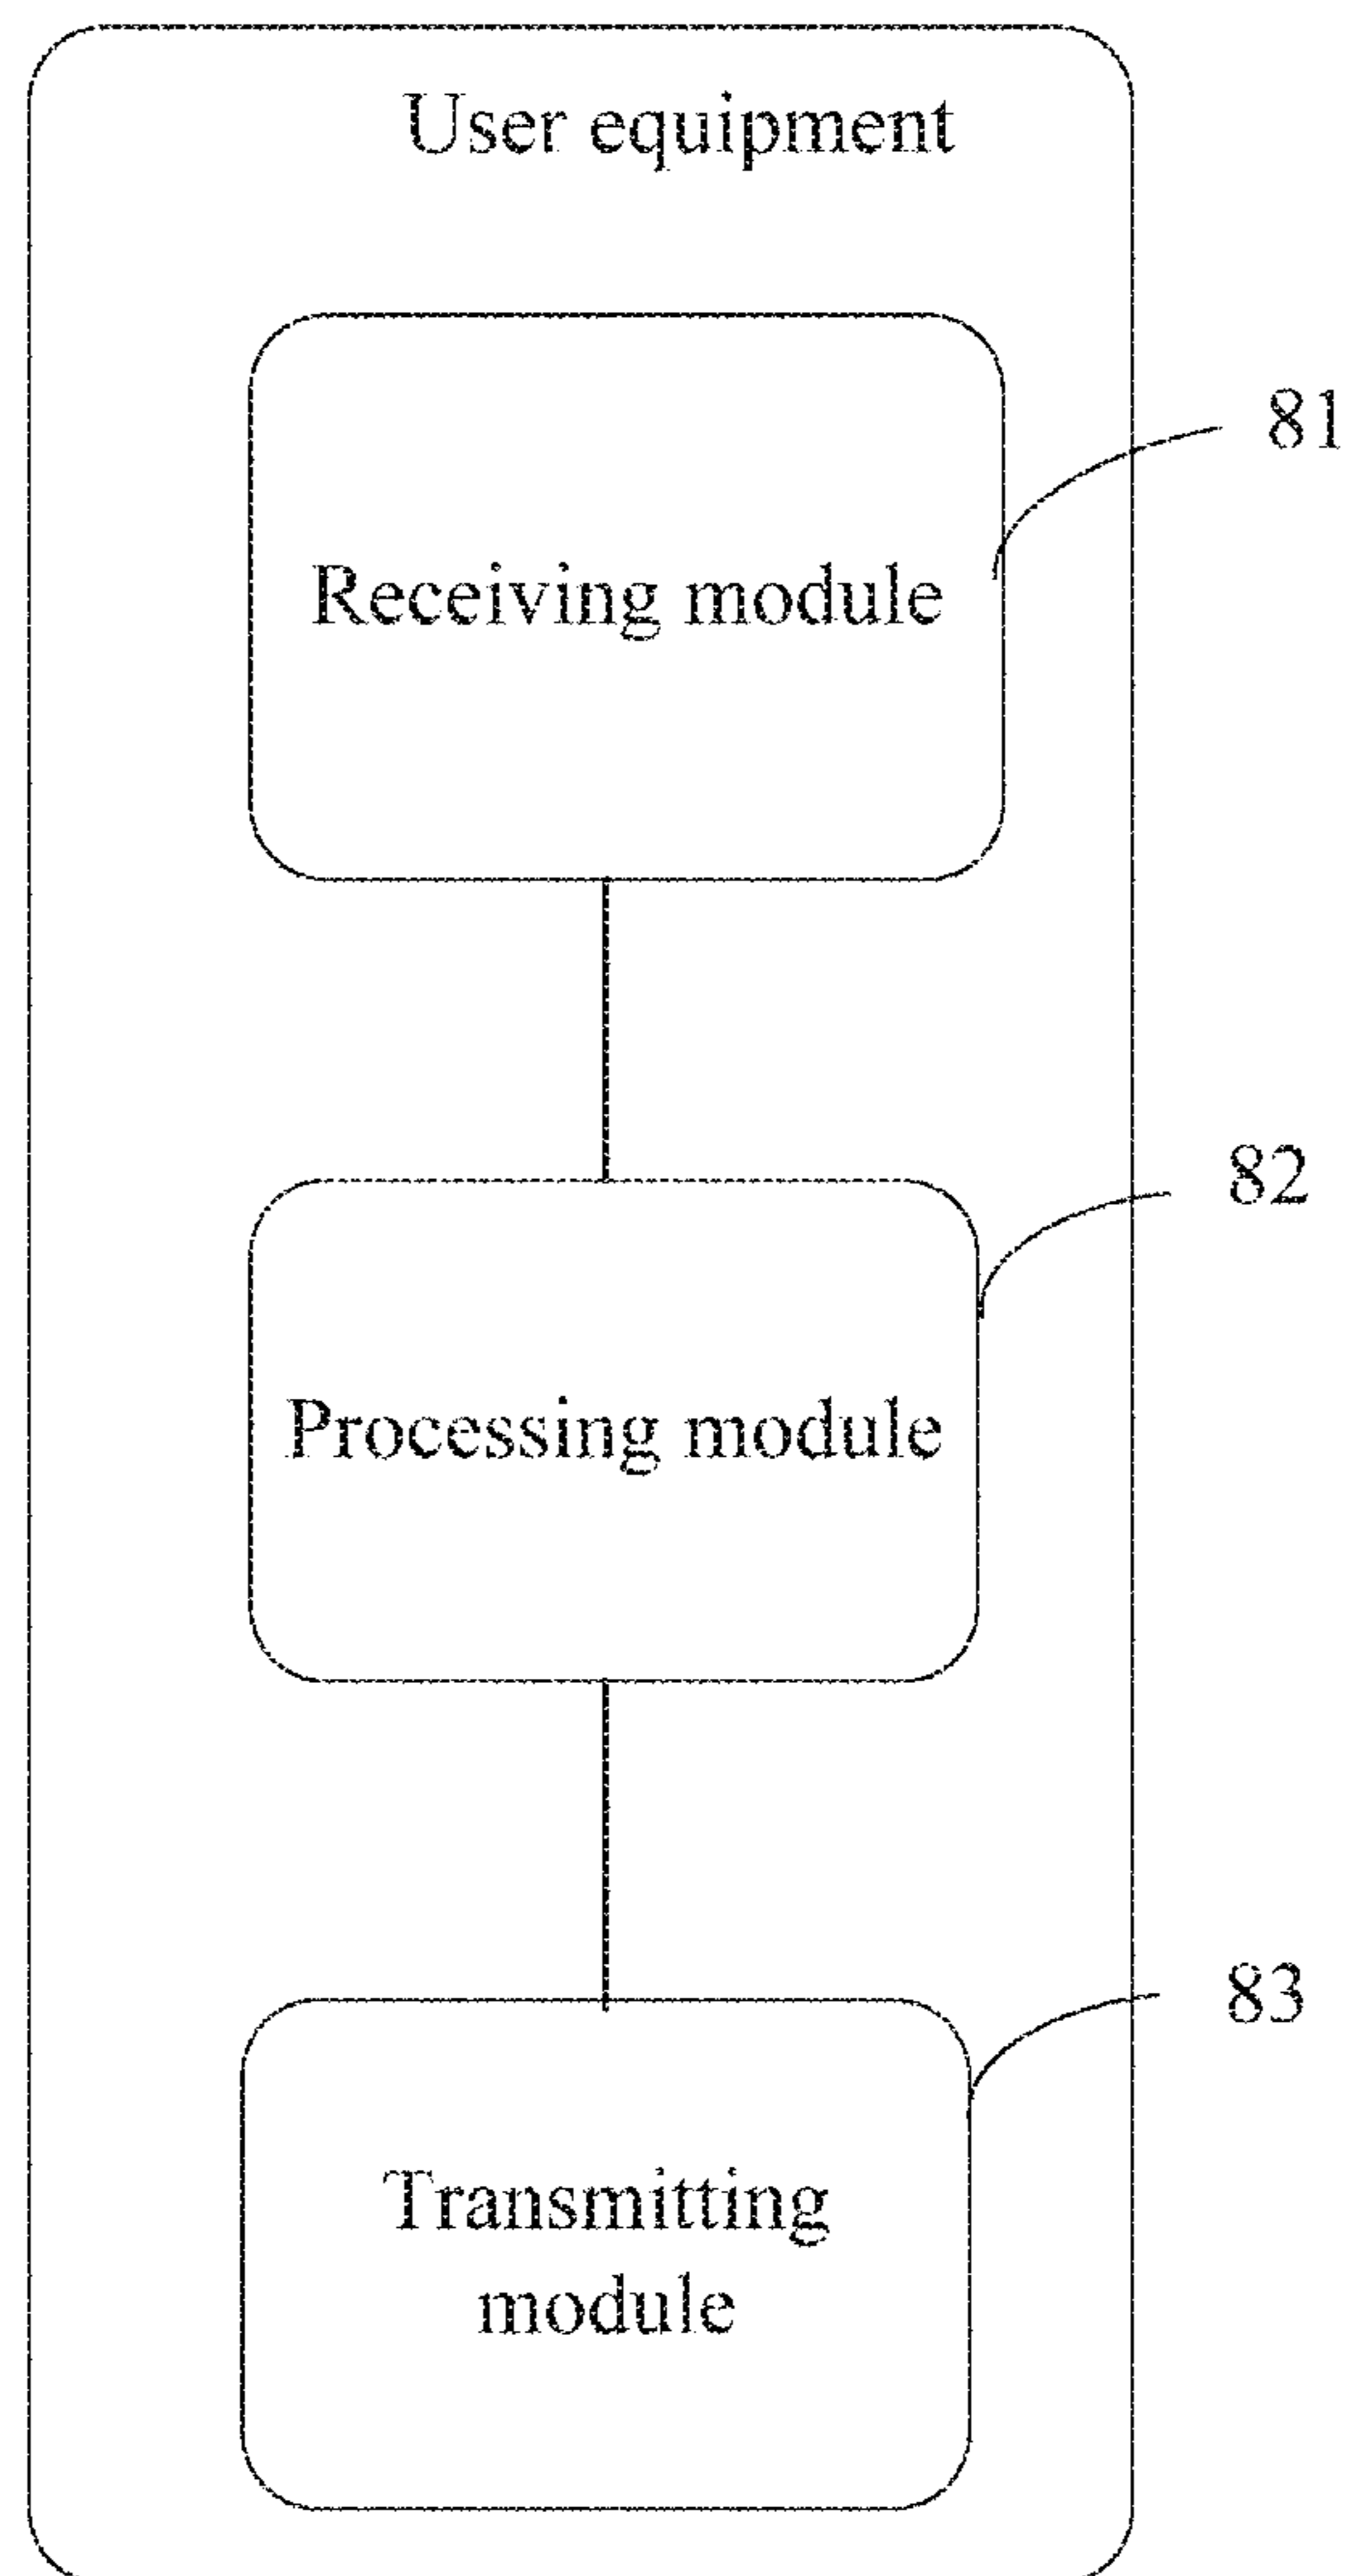 User equipment
81
Receiving module
82
Processing module
83
Transmitting
module